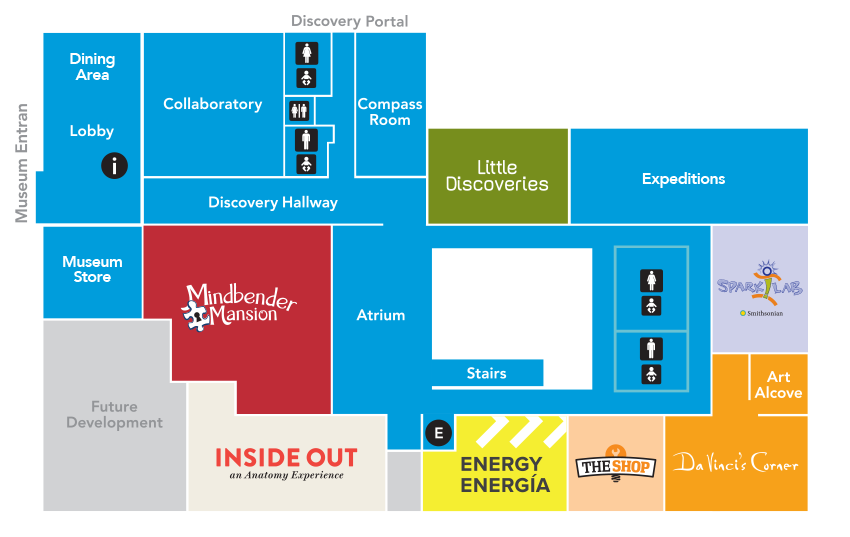 Discovery Portal
Dining
Area
Collaboratory
Compass
Room
Lobby
i
Museum Entran
Little
Discoveries
Expeditions
Discovery Hallway
Museum
Store
Mindbender
Mansion
Atrium
SPARK!LAB
Smithsonian
Stairs
Art
Alcove
Future
Development
E
INSIDE OUT
an Anatomy Experience
ENERGY
ENERGÍA
THE SHOP
Da Vinci's Corner